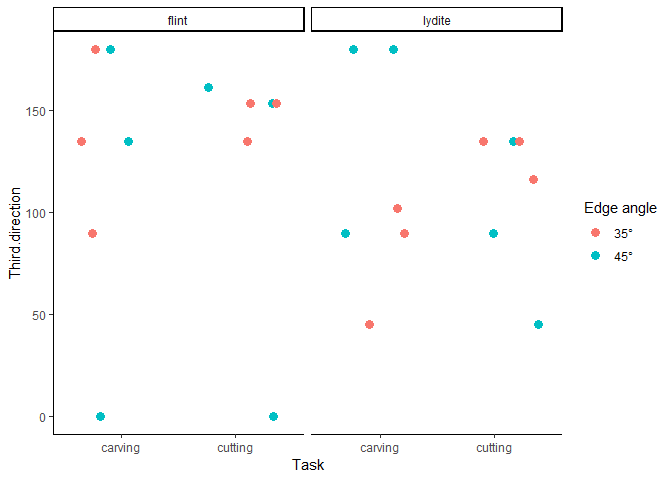 flint lydite
Third.direction
150
100
50
0
carving cutting carving cutting
Task
Edge angle
35°
45°